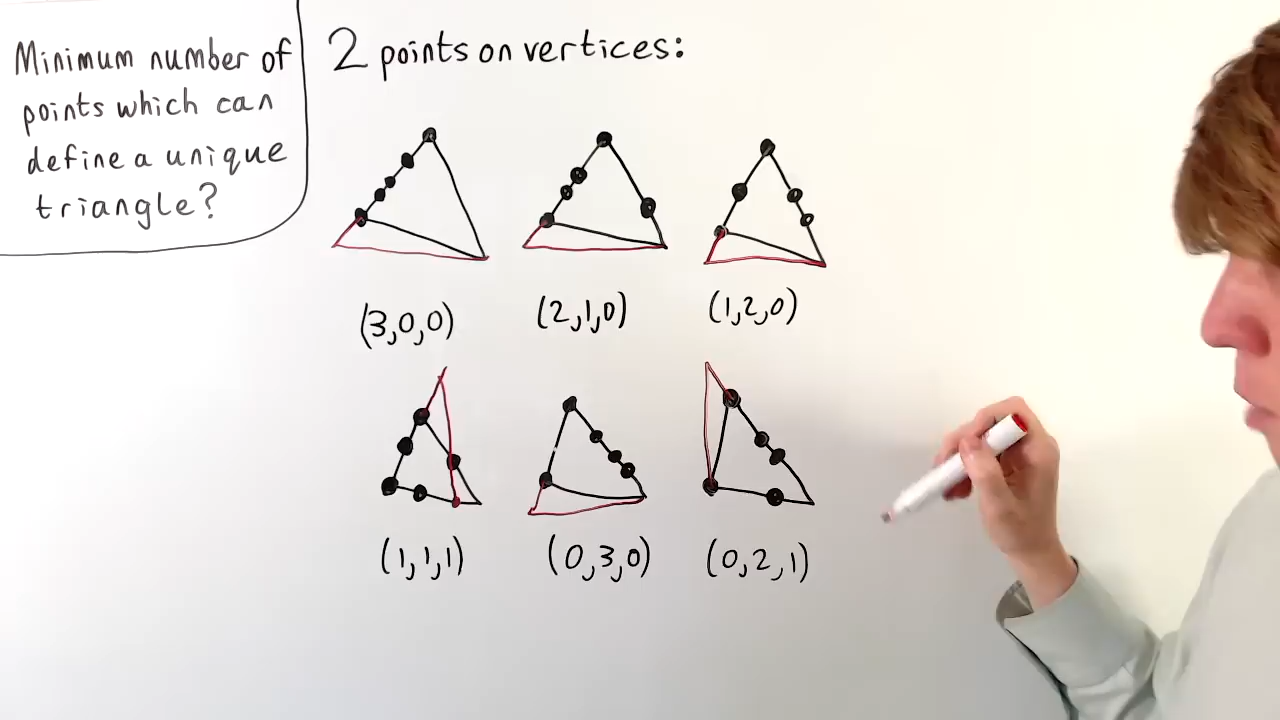 Minimum number of
points which can
define a unique
triangle?
2 points on vertices:
(3,0,0)
(2,1,0)
(1,2,0)
(1,1,1)
(0,3,0)
(0,2,1)